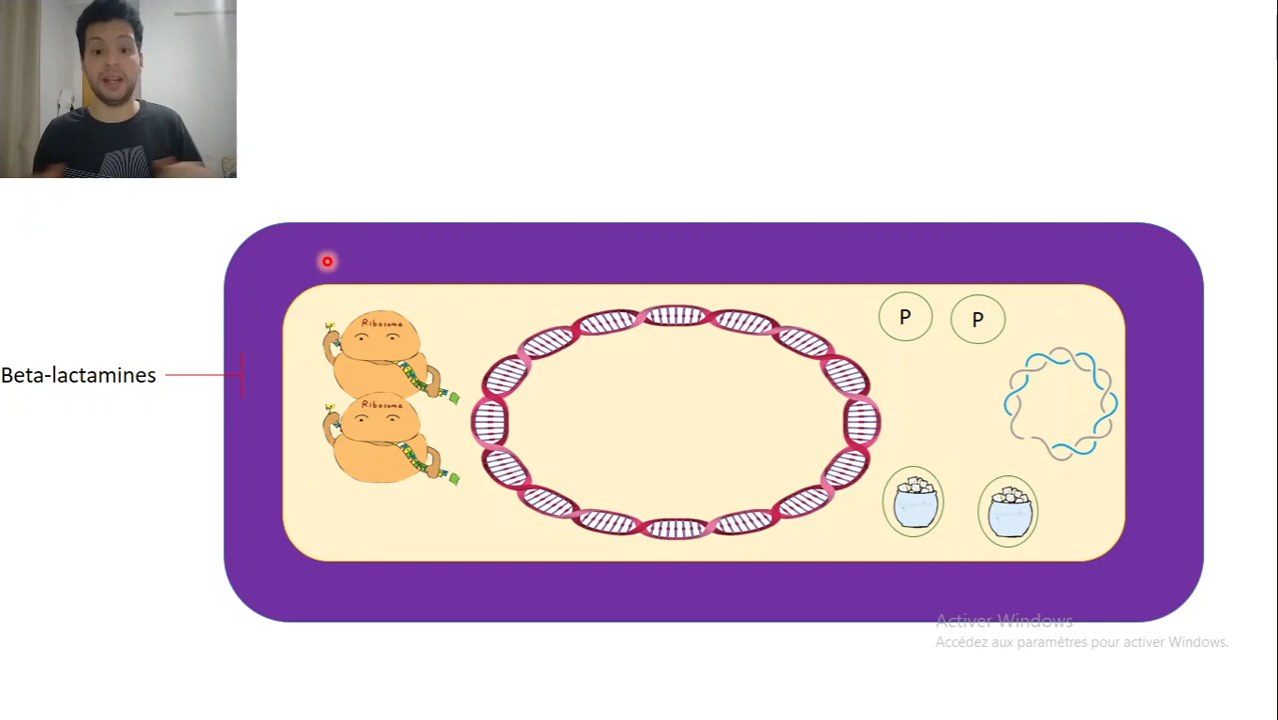 Ribosome
P
P
Beta-lactamines
Ribosome
Activer Windows
Accédez aux paramètres pour activer Windows.